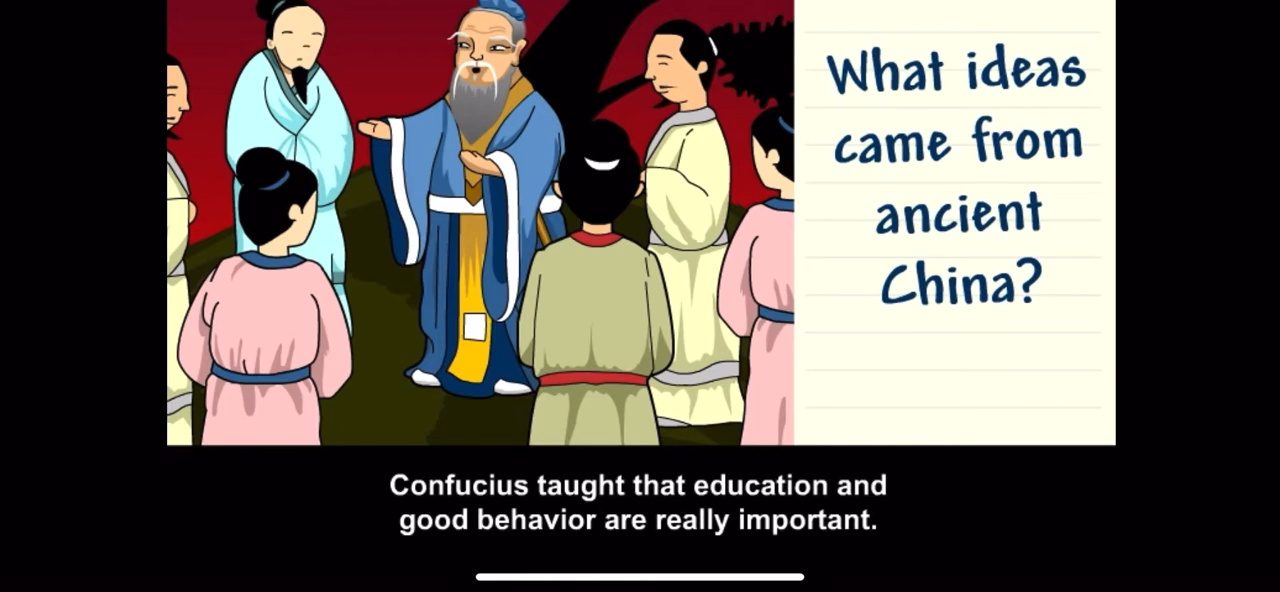 What ideas
came from
ancient
China?
Confucius taught that education and
good behavior are really important.